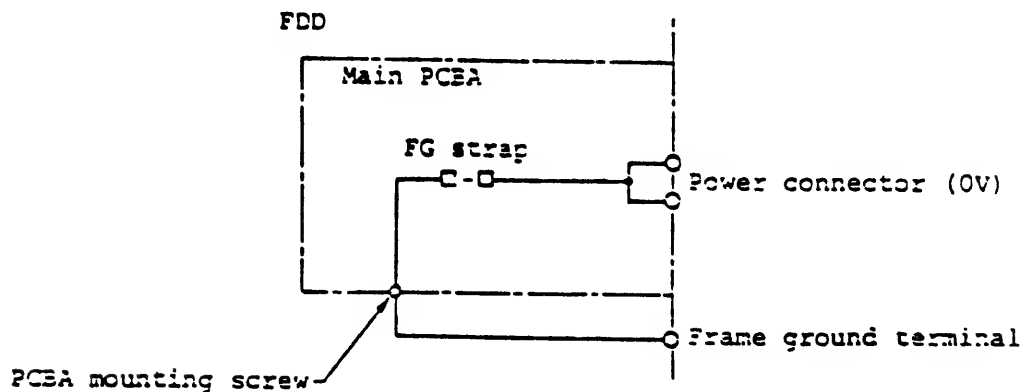 FDD
Main PCBA
FG strap
Power connector (0V)
Frame ground terminal
PCBA mounting screw